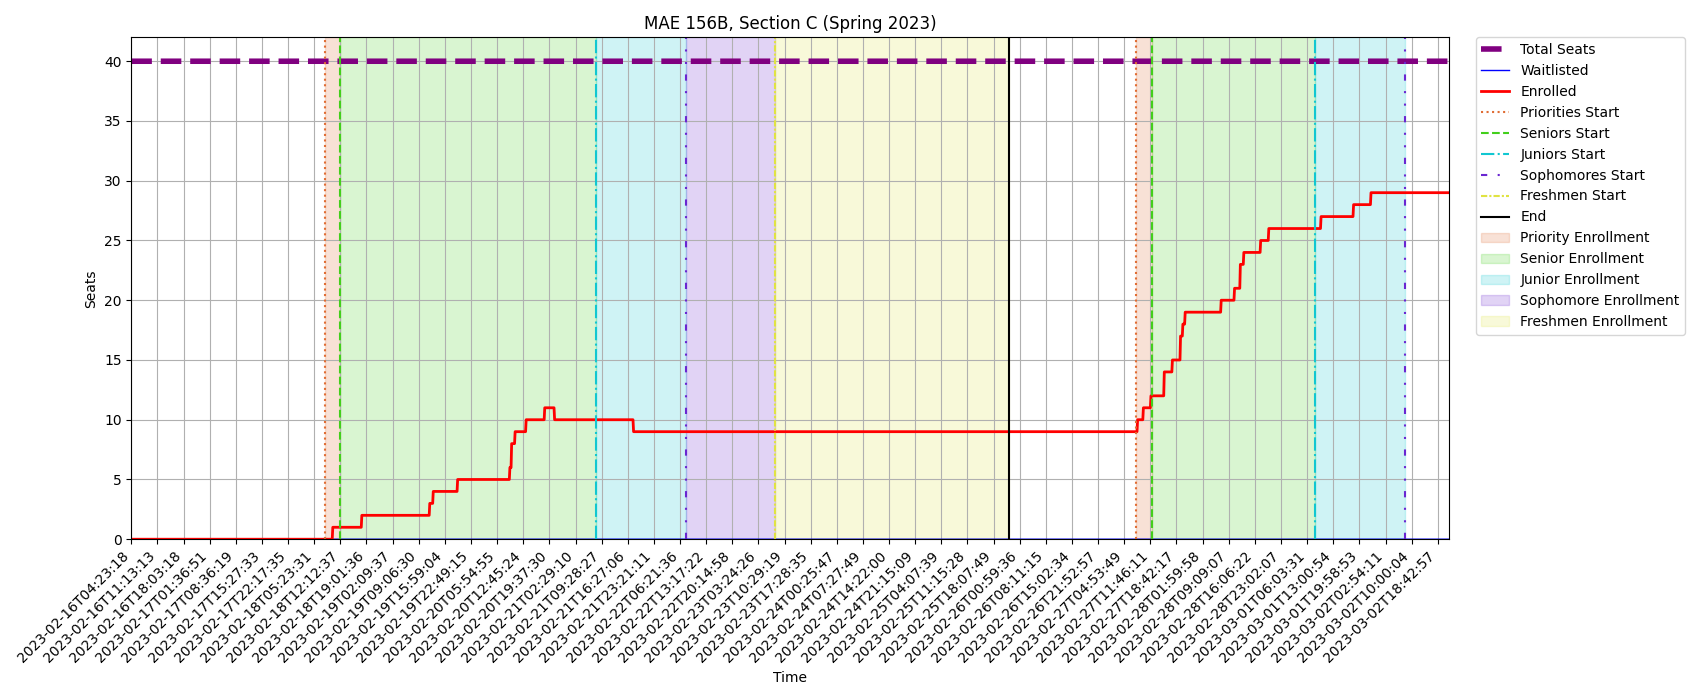 MAE 156B, Section C (Spring 2023)
Seats
40
35
30
25
20
15
10
5
0
2023-02-16T04:23:18
2023-02-16T11:13:13
2023-02-16T18:03:18
2023-02-17T01:36:51
2023-02-17T08:36:19
2023-02-17T15:27:33
2023-02-17T22:17:35
2023-02-18T05:23:31
2023-02-18T12:12:37
2023-02-18T19:01:36
2023-02-19T02:09:37
2023-02-19T09:06:30
2023-02-19T15:59:04
2023-02-19T22:49:15
2023-02-20T05:54:55
2023-02-20T12:45:24
2023-02-20T19:37:30
2023-02-21T02:29:10
2023-02-21T09:28:27
2023-02-21T16:27:06
2023-02-21T23:21:11
2023-02-22T06:21:36
2023-02-22T13:17:22
2023-02-22T20:14:58
2023-02-23T03:24:26
2023-02-23T10:29:19
2023-02-23T17:28:35
2023-02-24T00:25:47
2023-02-24T07:27:49
2023-02-24T14:22:00
2023-02-24T21:15:09
2023-02-25T04:07:39
2023-02-25T11:15:28
2023-02-25T18:07:49
2023-02-26T00:59:36
2023-02-26T08:11:15
2023-02-26T15:02:34
2023-02-26T21:52:57
2023-02-27T04:53:49
2023-02-27T11:46:11
2023-02-27T18:42:17
2023-02-28T01:59:58
2023-02-28T09:09:07
2023-02-28T16:06:22
2023-02-28T23:02:07
2023-03-01T06:03:31
2023-03-01T13:00:54
2023-03-01T19:58:53
2023-03-02T02:54:11
2023-03-02T10:00:04
2023-03-02T18:42:57
Time
Total Seats
Waitlisted
Enrolled
Priorities Start
Seniors Start
Juniors Start
Sophomores Start
Freshmen Start
End
Priority Enrollment
Senior Enrollment
Junior Enrollment
Sophomore Enrollment
Freshmen Enrollment